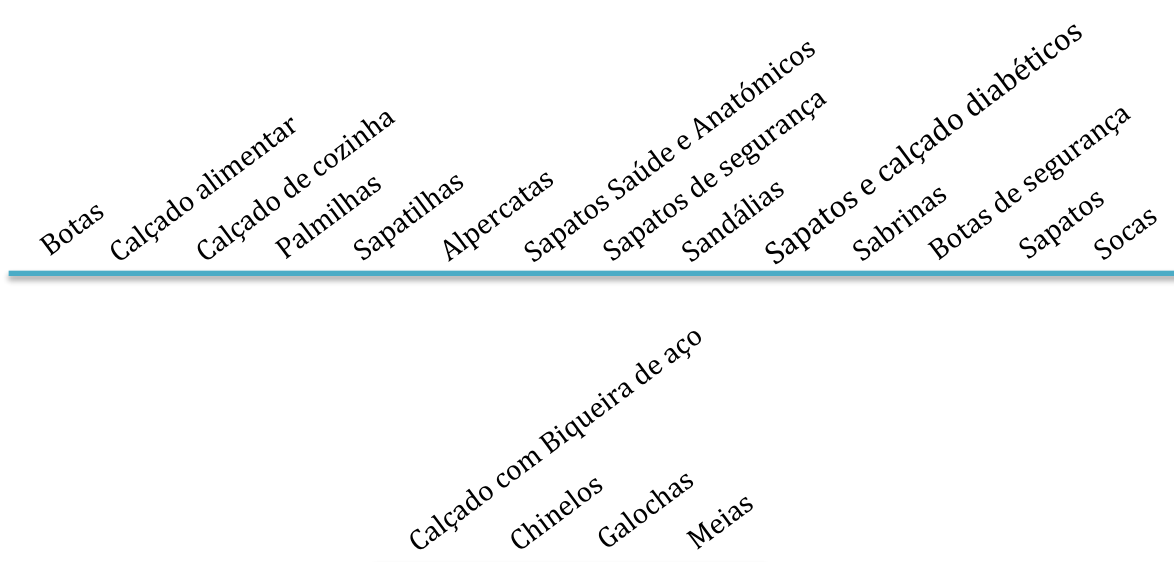 Botas
Calçado alimentar
Calçado de cozinha
Palmilhas
Sapatilhas
Alpercatas
Sapatos Saúde e Anatómicos
Sapatos de segurança
Sandálias
Sapatos e calçado diabéticos
Sabrinas
Botas de segurança
Sapatos
Socas
Calçado com Biqueira de aço
Chinelos
Galochas
Meias